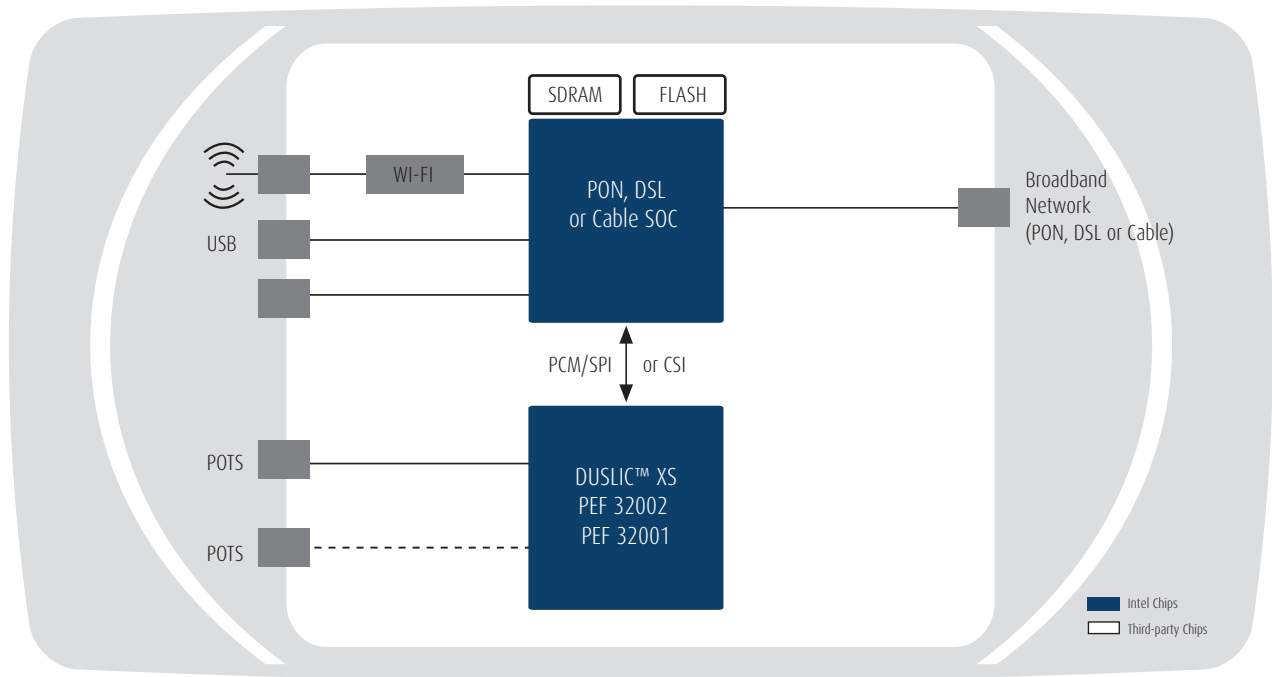 SDRAM
FLASH
WI-FI
PON, DSL
or Cable SOC
Broadband
Network
(PON, DSL or Cable)
USB
PCM/SPI
or CSI
POTS
DUSLIC™ XS
PEF 32002
PEF 32001
POTS
Intel Chips
Third-party Chips